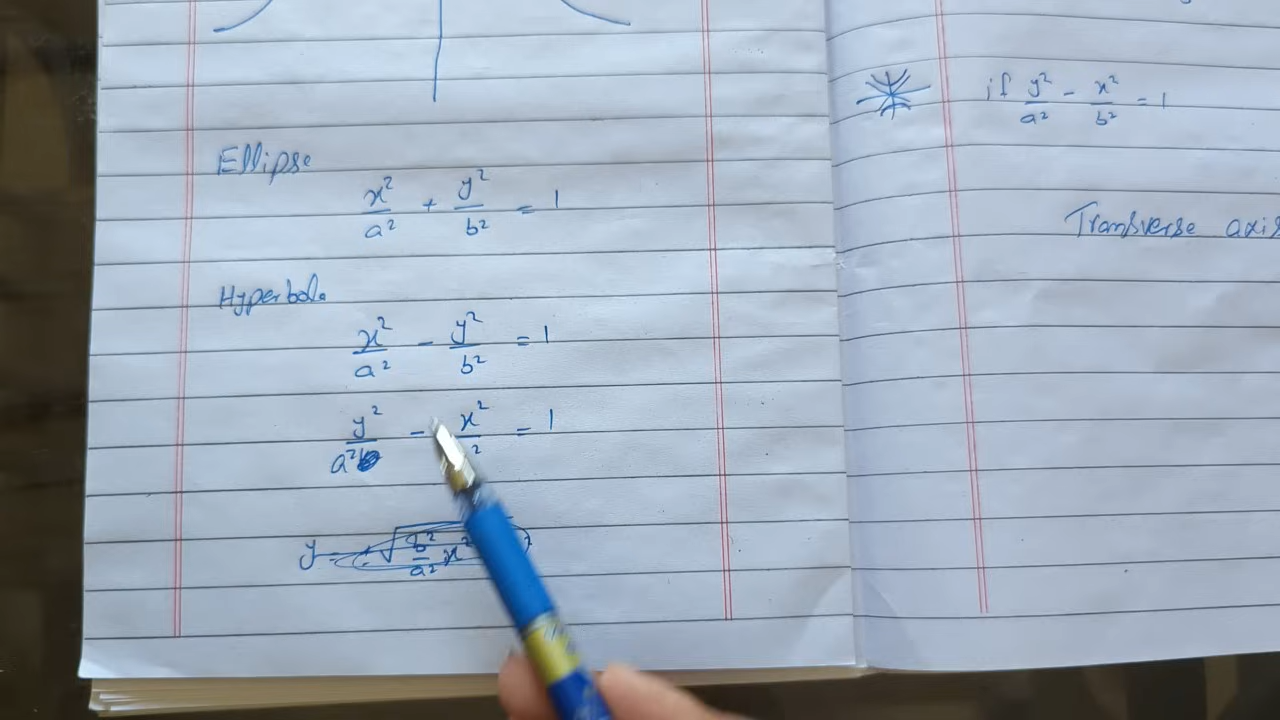 Ellipse
x²/a² + y²/b² = 1
Hyperbola
x²/a² - y²/b² = 1
y²/a² - x²/ ² = 1
y =
if y²/a² - x²/b² = 1
Transverse axis